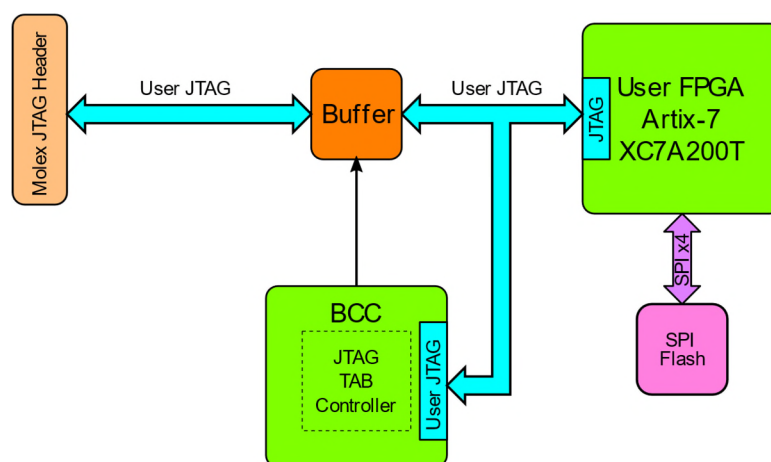 Molex JTAG Header
User JTAG
Buffer
User JTAG
JTAG
User FPGA
Artix-7
XC7A200T
SPI x4
SPI
Flash
BCC
JTAG
TAB
Controller
User JTAG